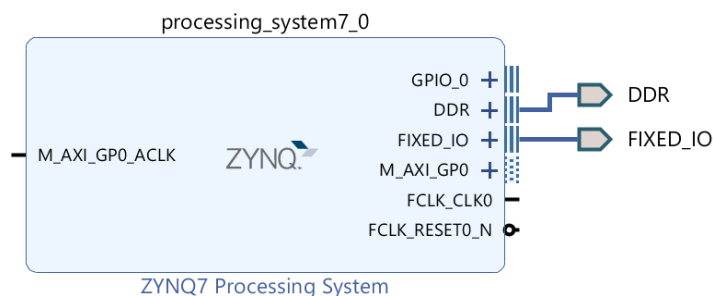 processing_system7_0
GPIO_0
DDR
FIXED_IO
M_AXI_GP0
FCLK_CLK0
FCLK_RESET0_N
M_AXI_GP0_ACLK
ZYNQ
DDR
FIXED_IO
ZYNQ7 Processing System